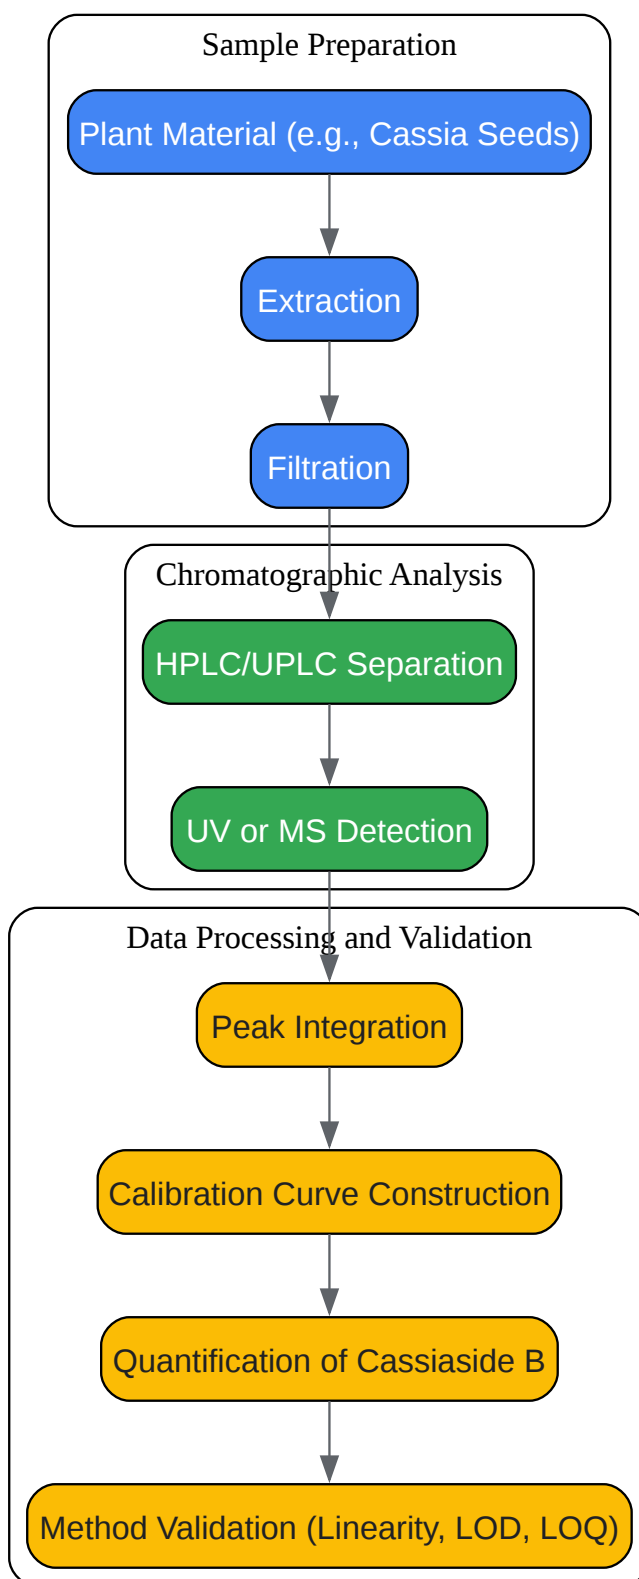 Sample Preparation
Plant Material (e.g., Cassia Seeds)
Extraction
Filtration
Chromatographic Analysis
HPLC/UPLC Separation
UV or MS Detection
Data Processing and Validation
Peak Integration
Calibration Curve Construction
Quantification of Cassiaside B
Method Validation (Linearity, LOD, LOQ)